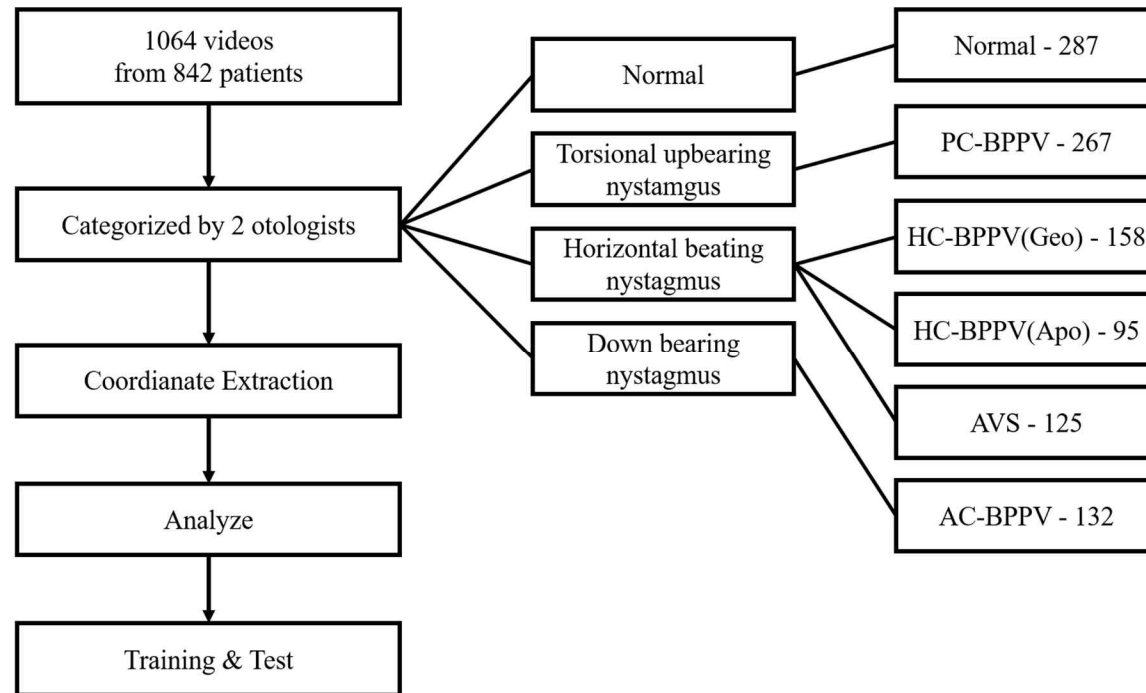 1064 videos
from 842 patients
Categorized by 2 otologists
Coordianate Extraction
Analyze
Training & Test
Normal
Torsional upbearing
nystamgus
Horizontal beating
nystagmus
Down bearing
nystagmus
Normal - 287
PC-BPPV - 267
HC-BPPV(Geo) - 158
HC-BPPV(Apo) - 95
AVS - 125
AC-BPPV - 132